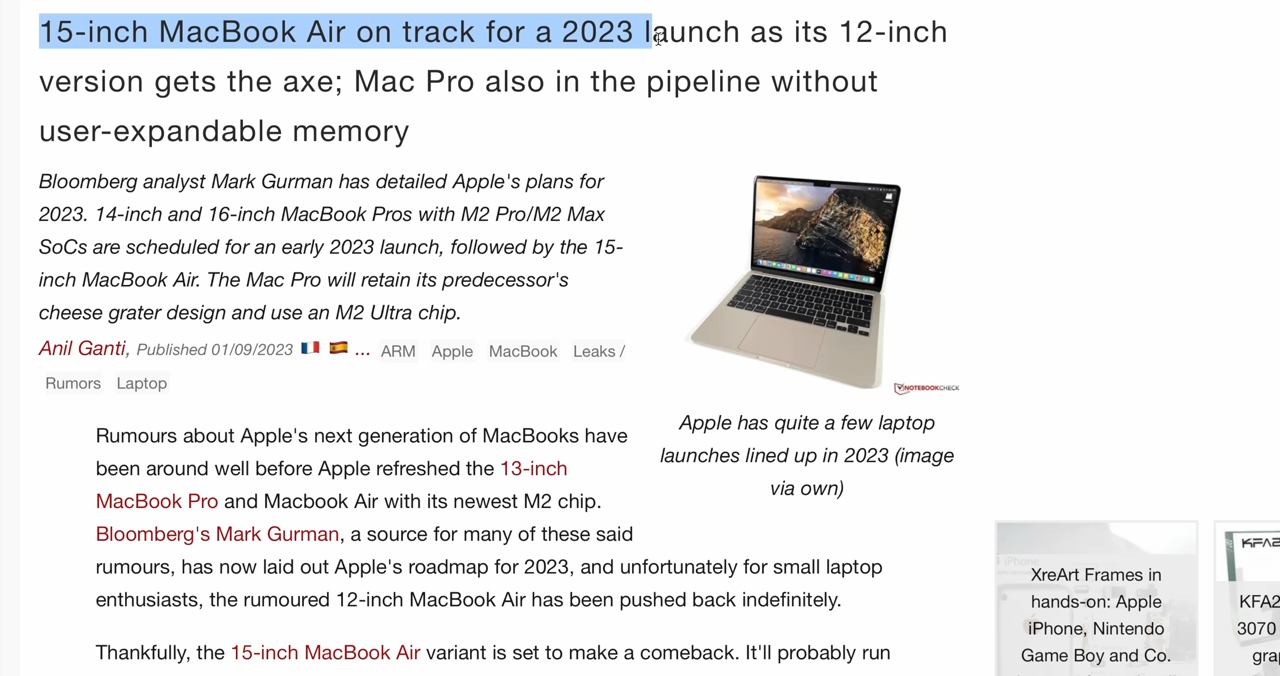 15-inch MacBook Air on track for a 2023 launch as its 12-inch
version gets the axe; Mac Pro also in the pipeline without
user-expandable memory
Bloomberg analyst Mark Gurman has detailed Apple's plans for
2023. 14-inch and 16-inch MacBook Pros with M2 Pro/M2 Max
SoCs are scheduled for an early 2023 launch, followed by the 15-
inch MacBook Air. The Mac Pro will retain its predecessor's
cheese grater design and use an M2 Ultra chip.
Anil Ganti, Published 01/09/2023 🇫🇷 🇪🇸 ... ARM Apple MacBook Leaks /
Rumors Laptop
NOTEBOOKCHECK
Apple has quite a few laptop
launches lined up in 2023 (image
via own)
Rumours about Apple's next generation of MacBooks have
been around well before Apple refreshed the 13-inch
MacBook Pro and Macbook Air with its newest M2 chip.
Bloomberg's Mark Gurman, a source for many of these said
rumours, has now laid out Apple's roadmap for 2023, and unfortunately for small laptop
enthusiasts, the rumoured 12-inch MacBook Air has been pushed back indefinitely.
Thankfully, the 15-inch MacBook Air variant is set to make a comeback. It'll probably run
iPhone
XreArt Frames in
hands-on: Apple
iPhone, Nintendo
Game Boy and Co.
KFA2
KFA2
3070
gra